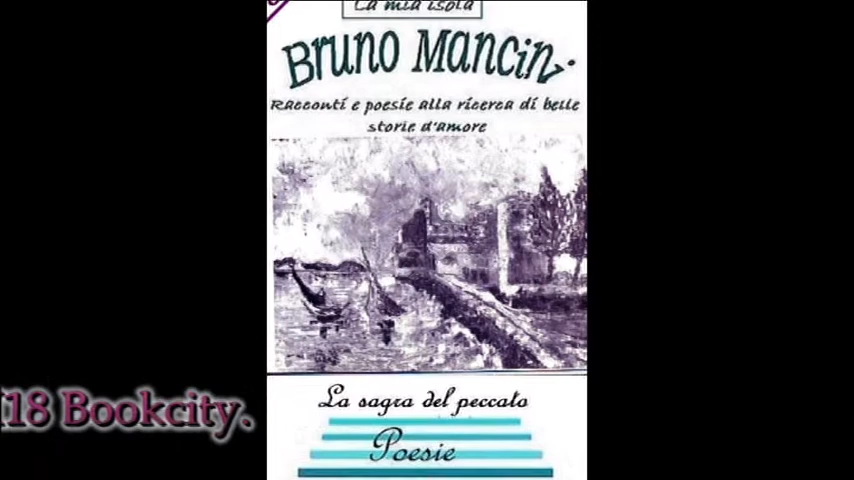 La mia isola
Bruno Mancini
Racconti e poesie alla ricerca di belle
storie d'amore
18 Bookcity.
La sagra del peccato
Poesie